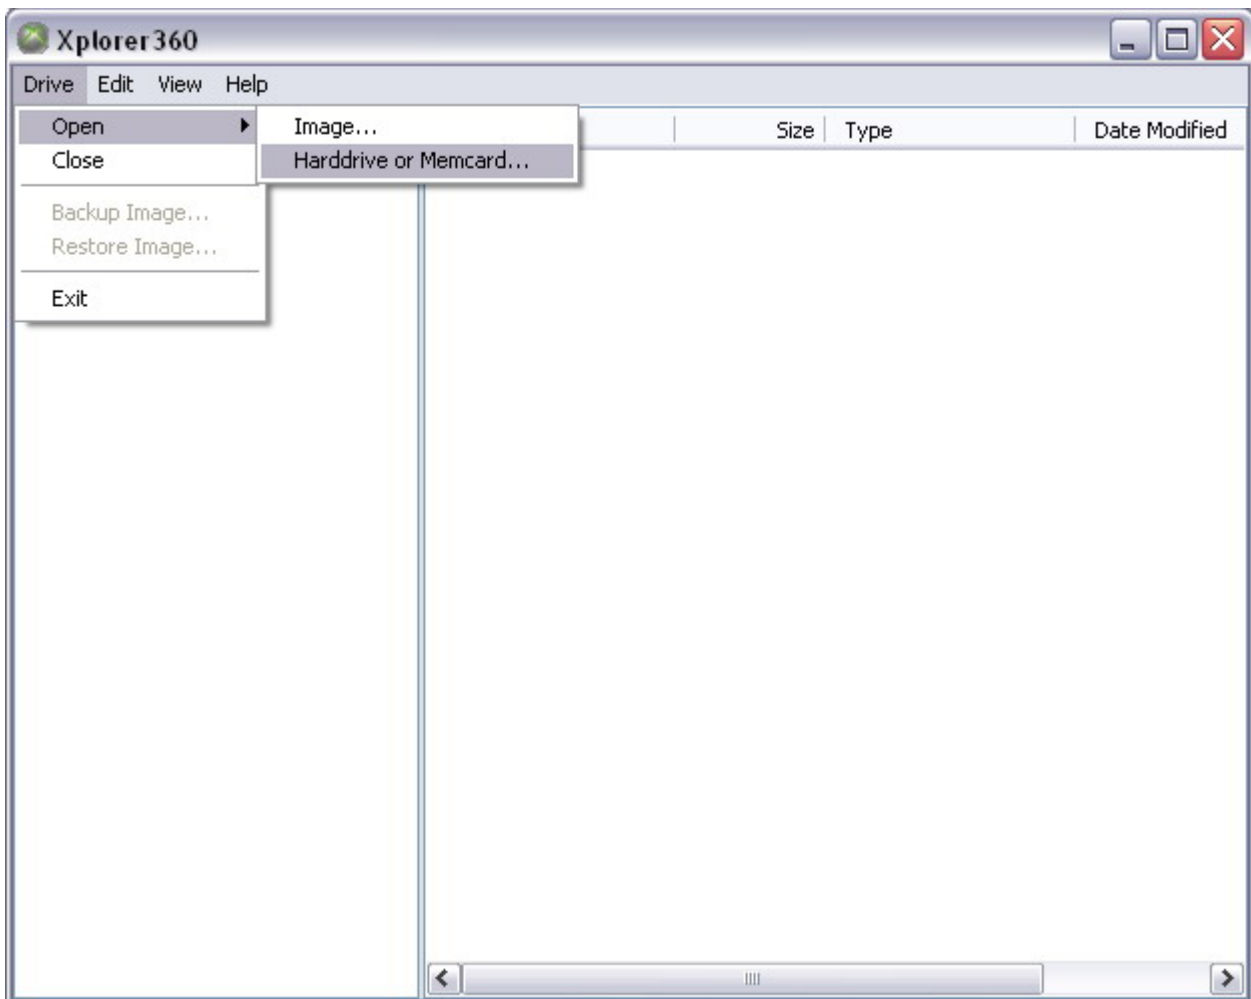 Xplorer360
Drive Edit View Help
Open Image... Size Type Date Modified
Close Harddrive or Memcard...
Backup Image...
Restore Image...
Exit